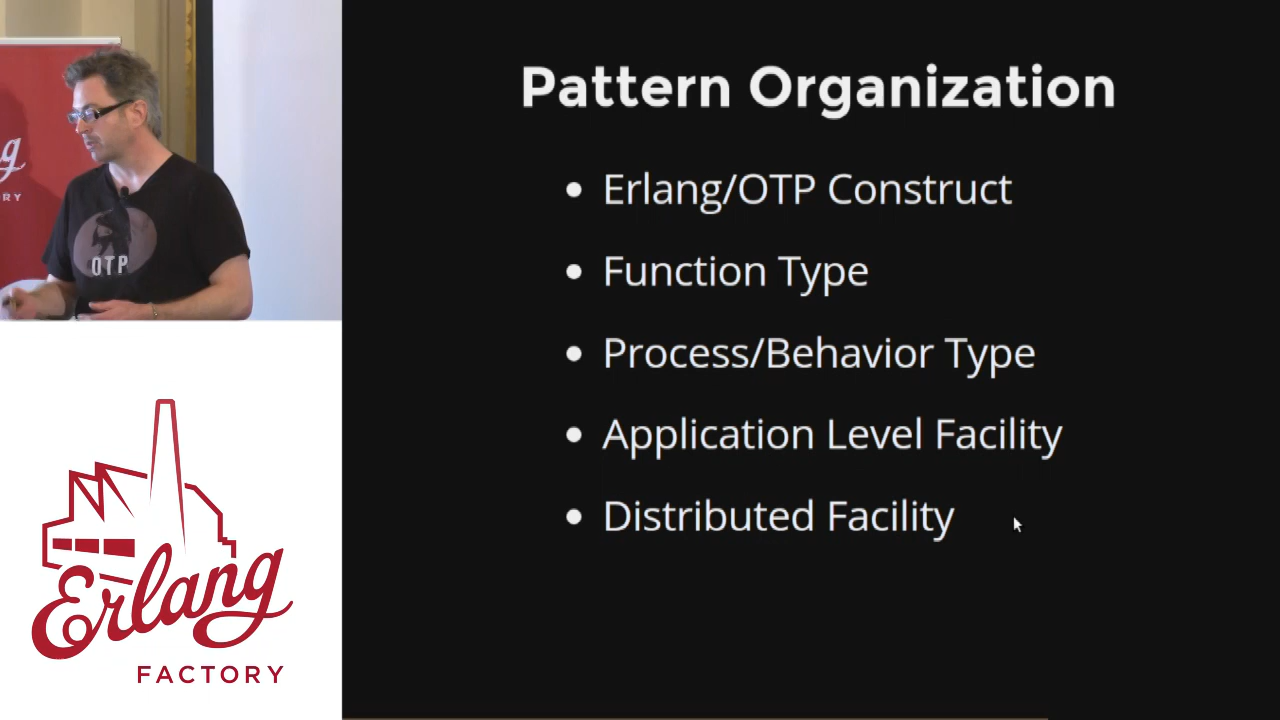 Pattern Organization
Erlang/OTP Construct
Function Type
Process/Behavior Type
Application Level Facility
Distributed Facility
OTP
Erlang
FACTORY